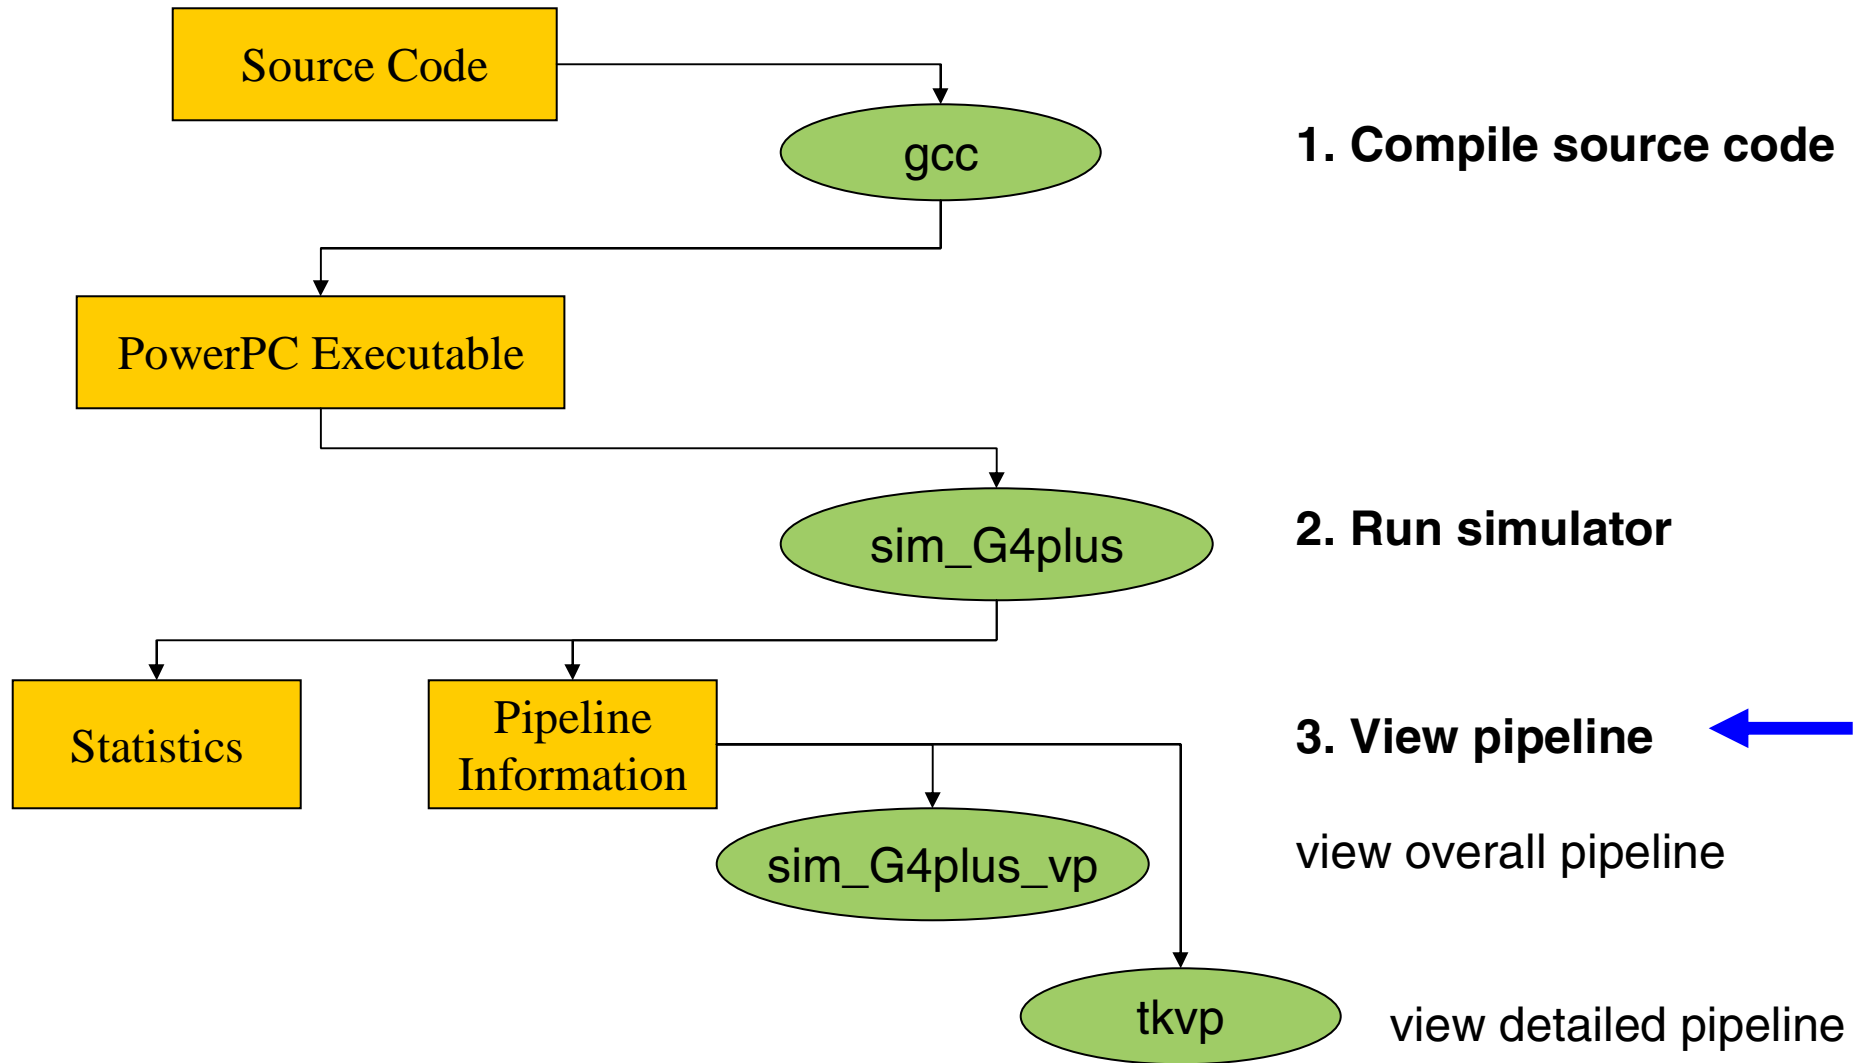 Source Code
gcc
1. Compile source code
PowerPC Executable
sim_G4plus
2. Run simulator
Statistics
Pipeline
Information
3. View pipeline
sim_G4plus_vp
view overall pipeline
tkvp
view detailed pipeline